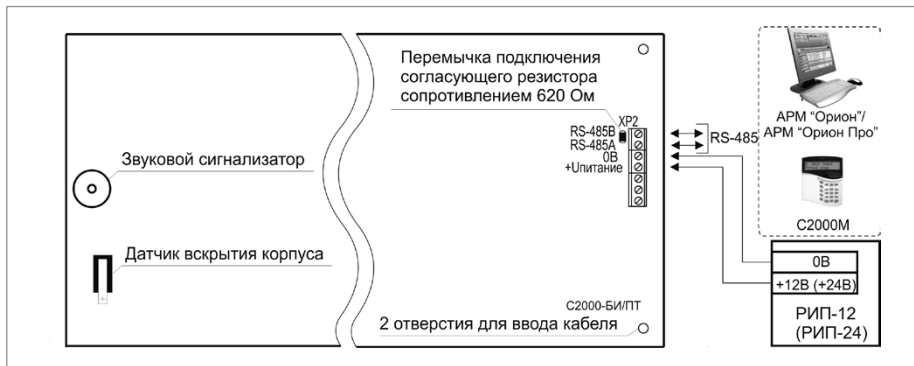 Перемычка подключения
согласующего резистора
сопротивлением 620 Ом
XP2
RS-485B
RS-485A
0В
+Uпитание
RS-485
АРМ "Орион"/
АРМ "Орион Про"
С2000М
Звуковой сигнализатор
Датчик вскрытия корпуса
С2000-БИ/ПТ
2 отверстия для ввода кабеля
0В
+12В (+24В)
РИП-12
(РИП-24)